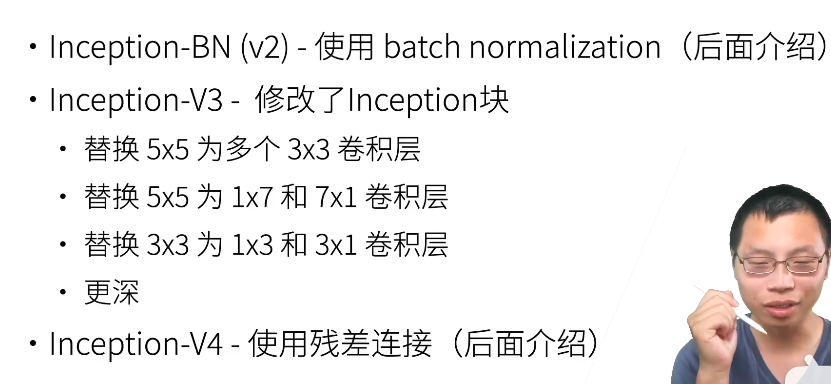 • Inception-BN (v2) - 使用 batch normalization（后面介绍）
• Inception-V3 - 修改了Inception块
• 替换 5x5 为多个 3x3 卷积层
• 替换 5x5 为 1x7 和 7x1 卷积层
• 替换 3x3 为 1x3 和 3x1 卷积层
• 更深
• Inception-V4 - 使用残差连接（后面介绍）